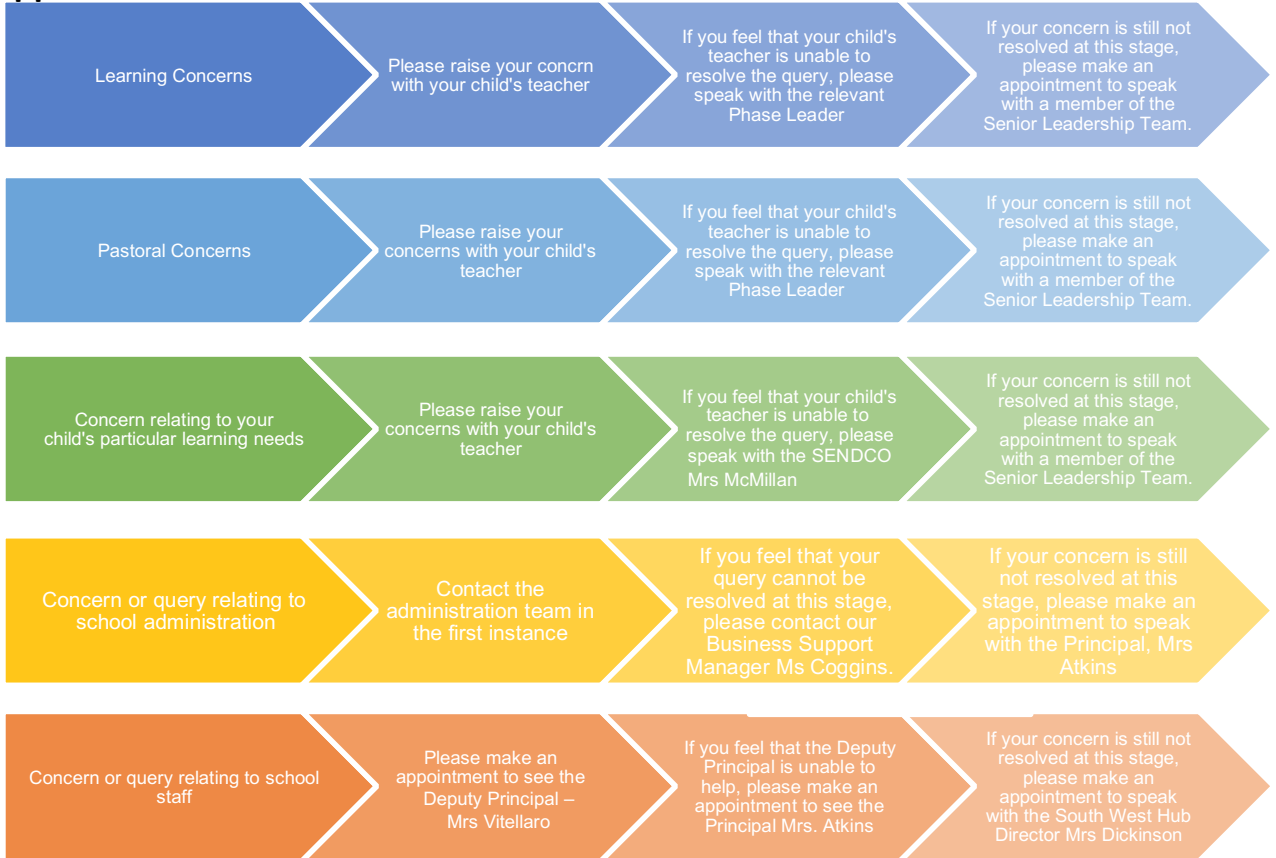 Learning Concerns
Please raise your concrn
with your child's teacher
If you feel that your child's
teacher is unable to
resolve the query, please
speak with the relevant
Phase Leader
If your concern is still not
resolved at this stage,
please make an
appointment to speak
with a member of the
Senior Leadership Team.
Pastoral Concerns
Please raise your
concerns with your child's
teacher
If you feel that your child's
teacher is unable to
resolve the query, please
speak with the relevant
Phase Leader
If your concern is still not
resolved at this stage,
please make an
appointment to speak
with a member of the
Senior Leadership Team.
Concern relating to your
child's particular learning needs
Please raise your
concerns with your child's
teacher
If you feel that your child's
teacher is unable to
resolve the query, please
speak with the SENDCO
Mrs McMillan
If your concern is still not
resolved at this stage,
please make an
appointment to speak
with a member of the
Senior Leadership Team.
Concern or query relating to
school administration
Contact the
administration team in
the first instance
If you feel that your
query cannot be
resolved at this stage,
please contact our
Business Support
Manager Ms Coggins.
If your concern is still
not resolved at this
stage, please make an
appointment to speak
with the Principal, Mrs
Atkins
Concern or query relating to school
staff
Please make an
appointment to see the
Deputy Principal –
Mrs Vitellaro
If you feel that the Deputy
Principal is unable to
help, please make an
appointment to see the
Principal Mrs. Atkins
If your concern is still not
resolved at this stage,
please make an
appointment to speak
with the South West Hub
Director Mrs Dickinson